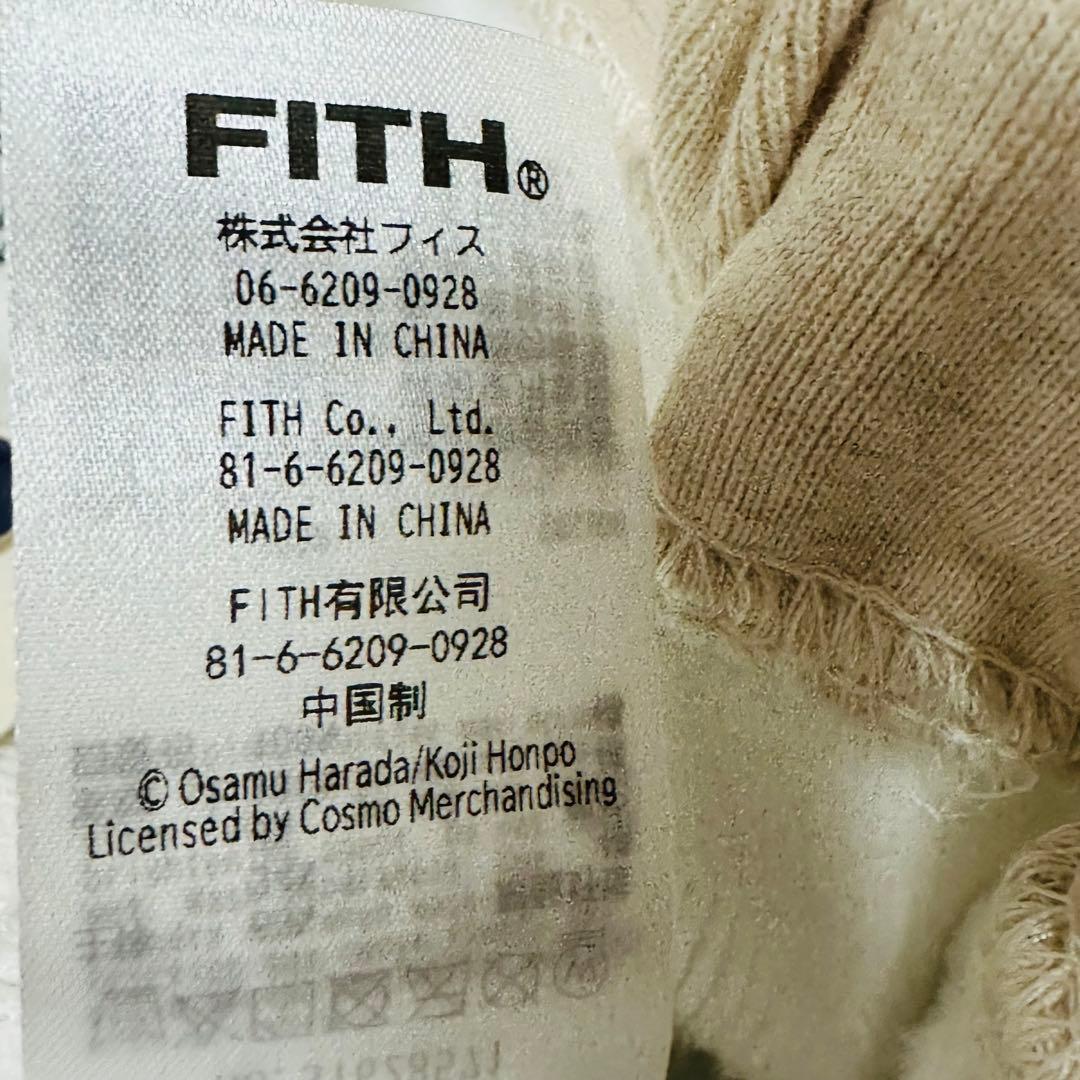 FITH®
株式会社フィス
06-6209-0928
MADE IN CHINA
FITH Co., Ltd.
81-6-6209-0928
MADE IN CHINA
FITH有限公司
81-6-6209-0928
中国制
© Osamu Harada/Koji Honpo
Licensed by Cosmo Merchandising